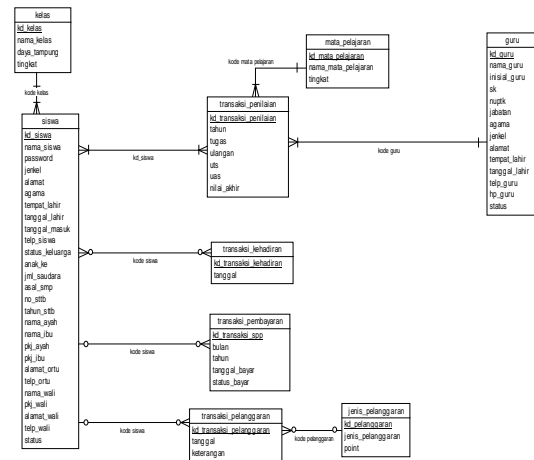 kelas
kd_kelas
nama_kelas
daya_tampung
tingkat
kode kelas
siswa
kd_siswa
nama_siswa
password
jenkel
alamat
agama
tempat_lahir
tanggal_lahir
tanggal_masuk
telp_siswa
status_keluarga
anak_ke
jml_saudara
asal_smp
no_sttb
tahun_sttb
nama_ayah
nama_ibu
pkj_ayah
pkj_ibu
alamat_ortu
telp_ortu
nama_wali
pkj_wali
alamat_wali
telp_wali
status
mata_pelajaran
kd_mata_pelajaran
nama_mata_pelajaran
tingkat
kode mata pelajaran
transaksi_penilaian
kd_transaksi_penilaian
tahun
tugas
ulangan
uts
uas
nilai_akhir
kd_siswa
kode guru
guru
kd_guru
nama_guru
inisial_guru
sk
nuptk
jabatan
agama
jenkel
alamat
tempat_lahir
tanggal_lahir
telp_guru
hp_guru
status
transaksi_kehadiran
kd_transaksi_kehadiran
tanggal
kode siswa
transaksi_pembayaran
kd_transaksi_spp
bulan
tahun
tanggal_bayar
status_bayar
kode siswa
transaksi_pelanggaran
kd_transaksi_pelanggaran
tanggal
keterangan
kode siswa
kode pelanggaran
jenis_pelanggaran
kd_pelanggaran
jenis_pelanggaran
point